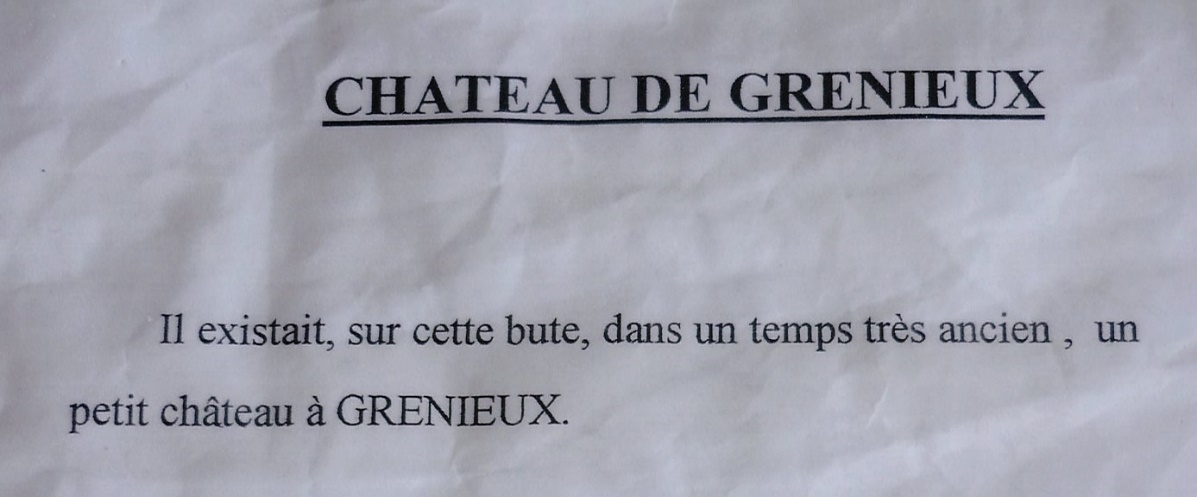 CHATEAU DE GRENIEUX
Il existait, sur cette bute, dans un temps très ancien , un
petit château à GRENIEUX.